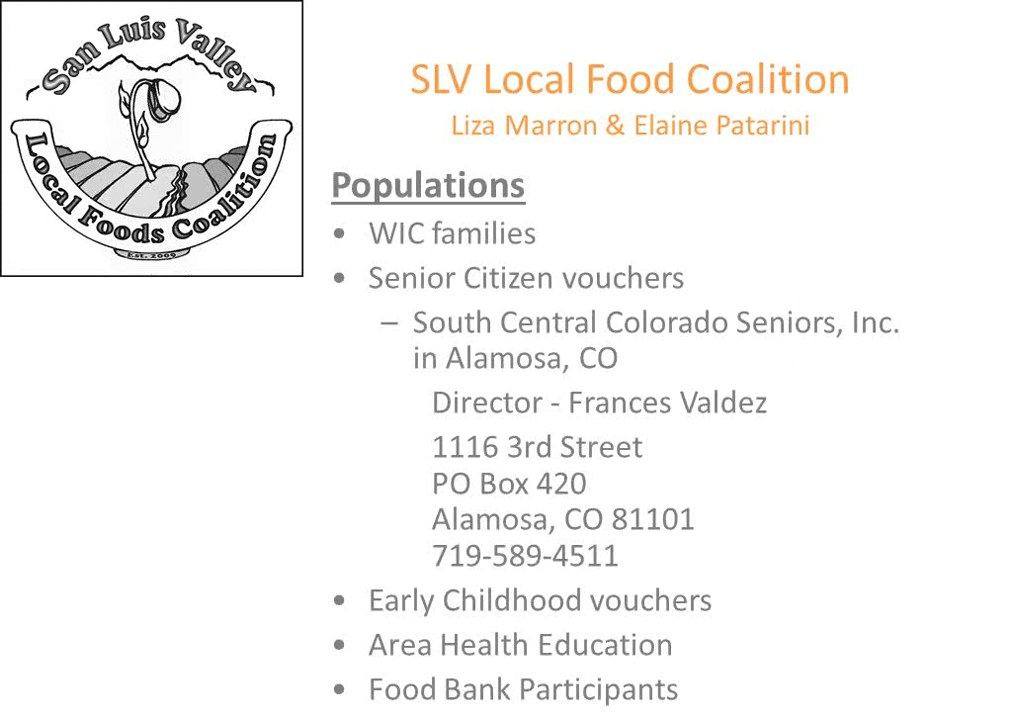 San Luis Valley
Local Foods Coalition
Est. 2009
SLV Local Food Coalition
Liza Marron & Elaine Patarini
Populations
• WIC families
• Senior Citizen vouchers
– South Central Colorado Seniors, Inc.
in Alamosa, CO
Director - Frances Valdez
1116 3rd Street
PO Box 420
Alamosa, CO 81101
719-589-4511
• Early Childhood vouchers
• Area Health Education
• Food Bank Participants